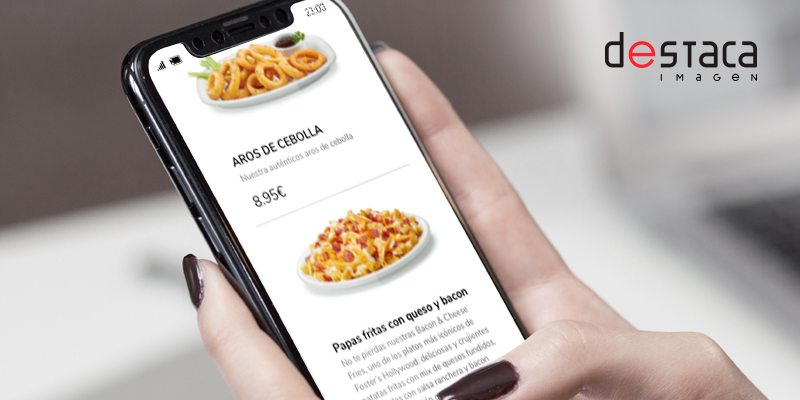 23:00
destaca
imagen
AROS DE CEBOLLA
Nuestra auténticos aros de cebolla
8,95€
Papas fritas con queso y bacon
No te pierdas nuestras Bacon & Cheese
Fries, uno de los platos más icónicos de
Foster's Hollywood: deliciosas y crujientes
patatas fritas con mix de quesos fundidos,
con salsa ranchera y bacon